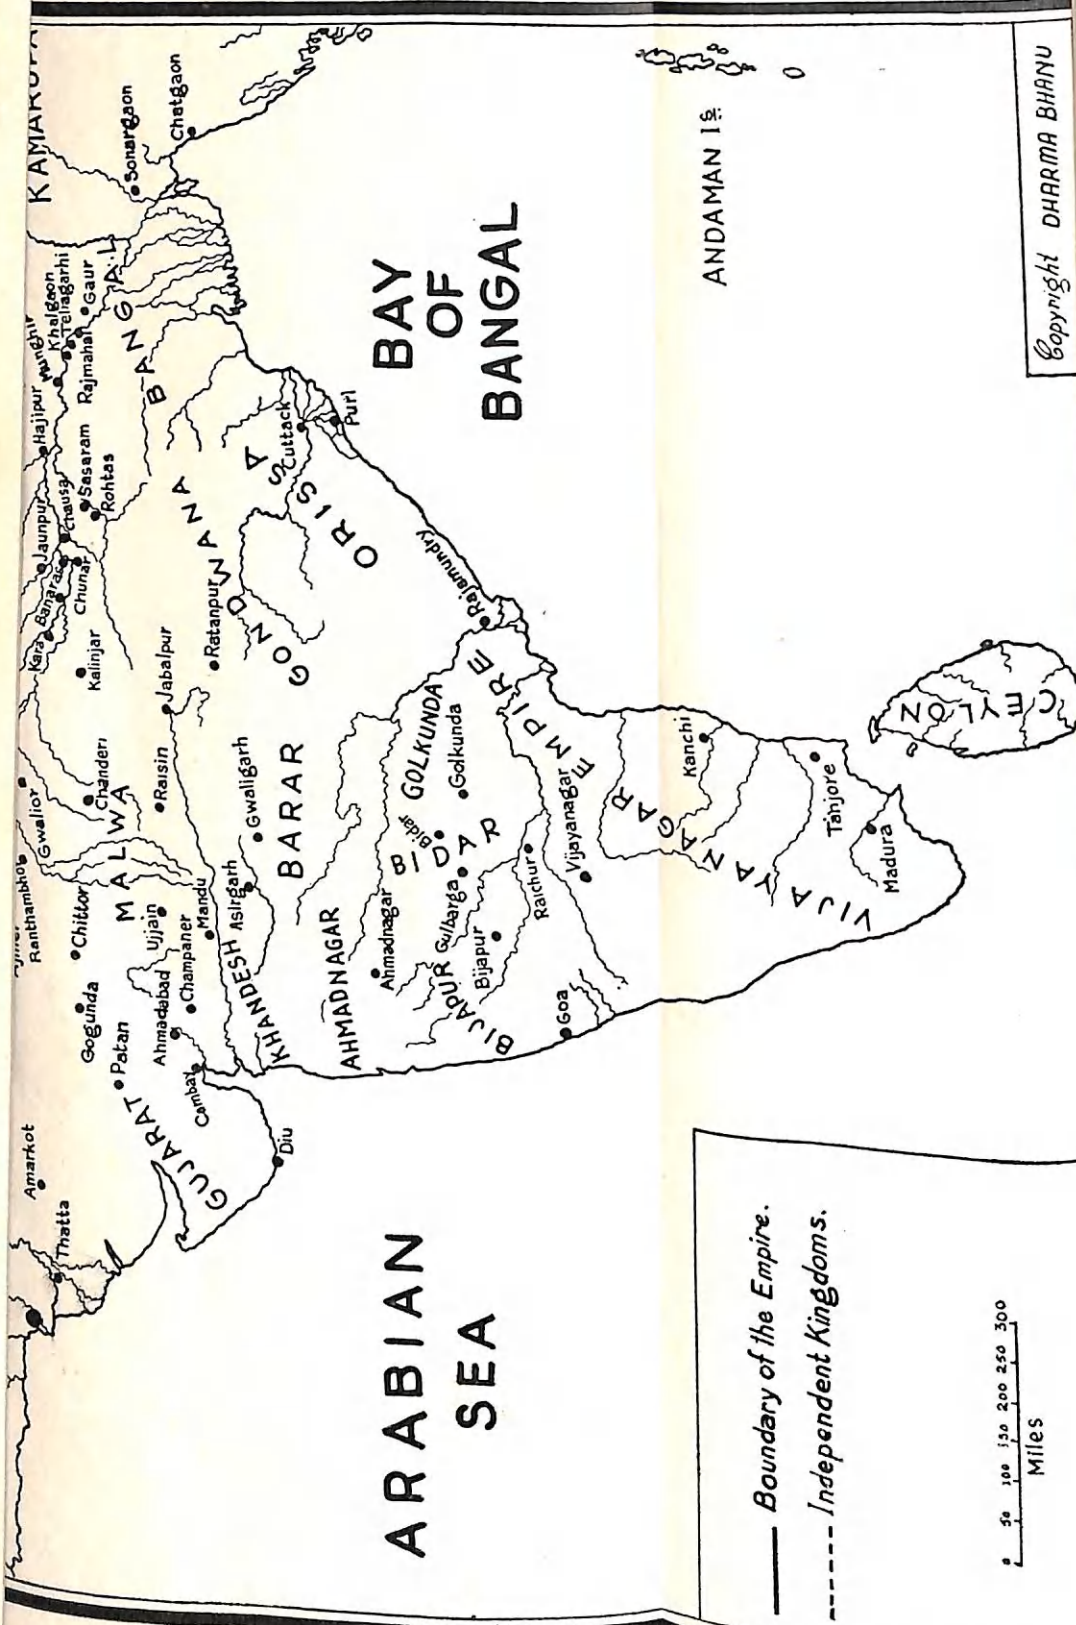 KAMARUPA
Sonargaon
Chatgaon
Hajipur
Munghir
Khalgaon
Teliagarhi
Rajmahal
Gaur
BANGAL
Jaunpur
Chausa
Sasaram
Rohtas
Kara
Banaras
Chunar
Kalinjar
Jabalpur
Ratanpur
GONDWANA
ORISSA
Cuttack
Puri
Gwalior
Chanderi
Raisin
Ranthambhor
Chittor
MALWA
Ujjain
Mandu
Gogunda
Patan
Ahmadabad
Champaner
Combay
GUJARAT
Diu
Amarkot
Thatta
KHANDESH
Asirgarh
Gwaligarh
BARAR
AHMADNAGAR
Ahmadnagar
Bidar
BIDAR
GOLKUNDA
Golkunda
Rajamundry
Gulbarga
BIJAPUR
Bijapur
Raichur
Goa
Vijayanagar
VIJAYANAGAR EMPIRE
Kanchi
Tanjore
Madura
CEYLON
BAY
OF
BANGAL
ANDAMAN Is.
ARABIAN
SEA
Boundary of the Empire.
Independent Kingdoms.
0 50 100 150 200 250 300
Miles
Copyright DHARMA BHANU